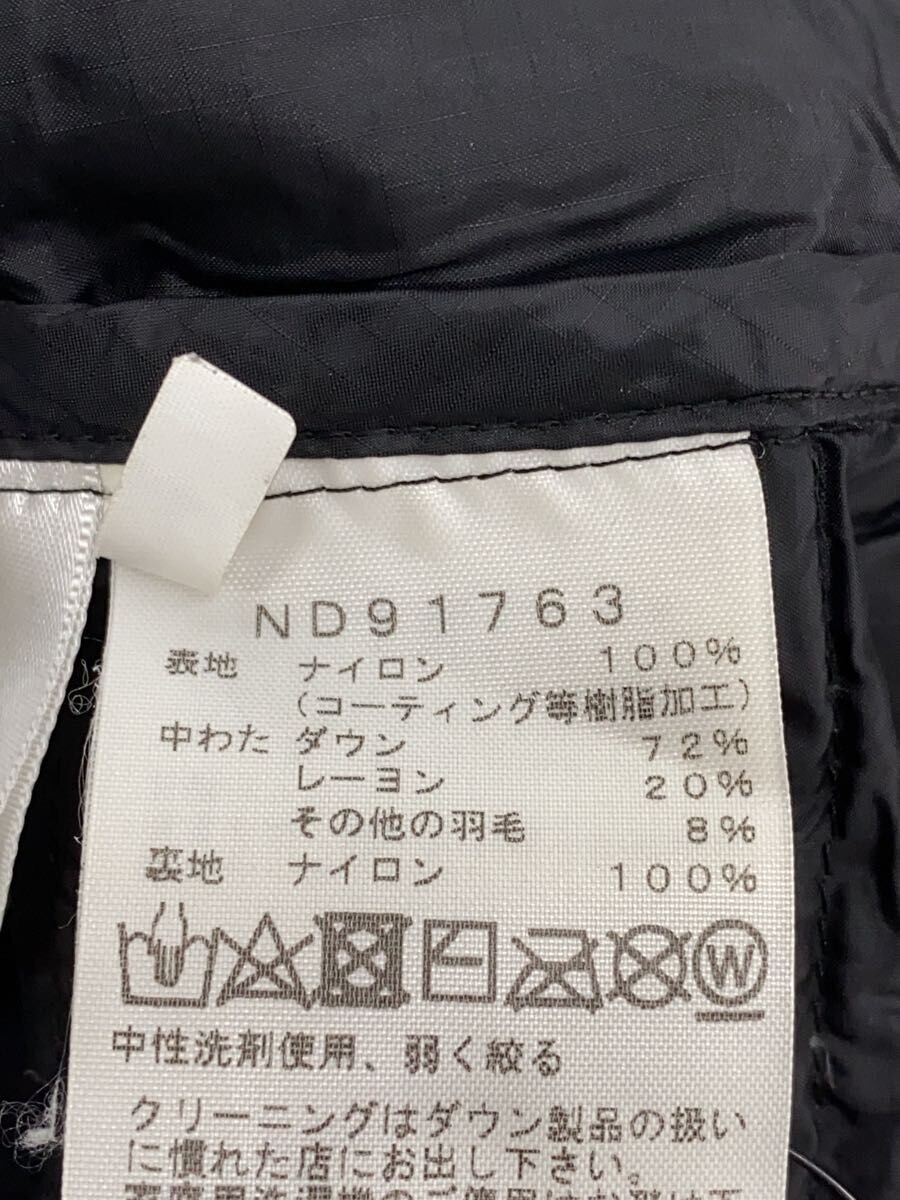 ND91763
表地 ナイロン 100%
(コーティング等樹脂加工)
中わた ダウン 72%
レーヨン 20%
その他の羽毛 8%
裏地 ナイロン 100%
W
中性洗剤使用、弱く絞る
クリーニングはダウン製品の扱い
に慣れた店にお出し下さい。